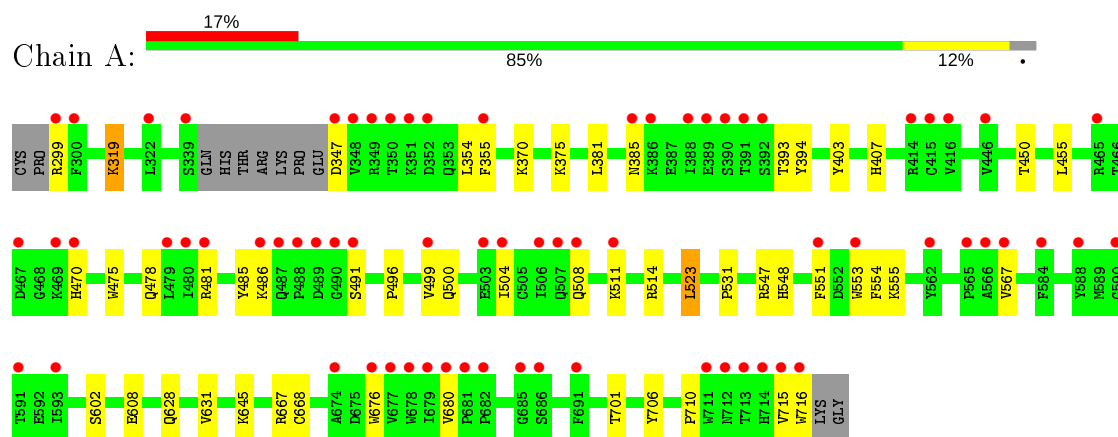 17%
Chain A:
85% 12% •
CYS PRO R299 F300 K319 L322 S339 GLN HIS THR ARG LYS PRO GLU D347 V348 R349 T350 K351 D352 Q353 L354 F355 K370 K375 L381 N385 K386 E387 I388 E389 S390 T391 S392 T393 Y394 Y403 H407 R414 C415 V416 V446 T450 L455 R465 T466
D467 G468 K469 H470 W475 Q478 L479 I480 R481 Y485 K486 Q487 P488 D489 G490 S491 P496 V499 Q500 E503 I504 C505 I506 Q507 Q508 K511 R514 L523 P531 R547 H548 F551 D552 W553 F554 K555 Y562 P565 A566 V567 F584 Y588 M589 G590
T591 E592 I593 S602 E608 Q628 V631 K645 R667 C668 A674 D675 W676 V677 W678 I679 V680 P681 P682 G685 S686 F691 T701 Y706 P710 W711 N712 T713 H714 V715 W716 LYS GLY